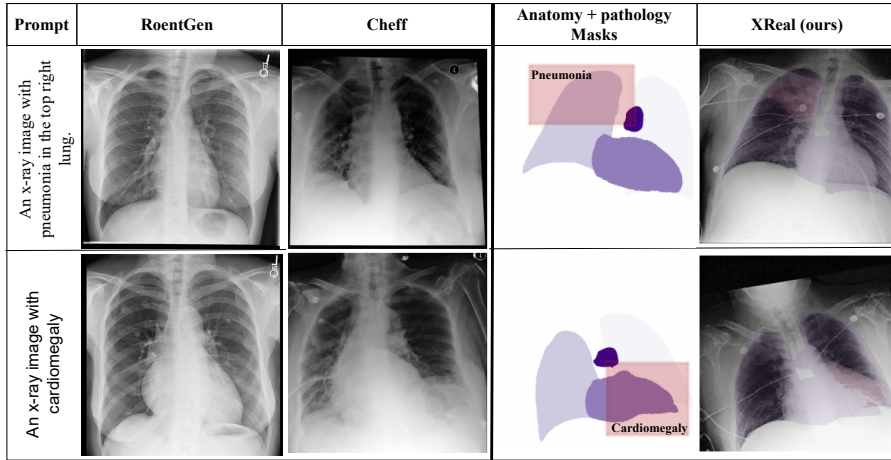 Prompt
RoentGen
Cheff
Anatomy + pathology
Masks
XReal (ours)
An x-ray image with
pneumonia in the top right
lung.
Pneumonia
An x-ray image with
cardiomegaly
Cardiomegaly